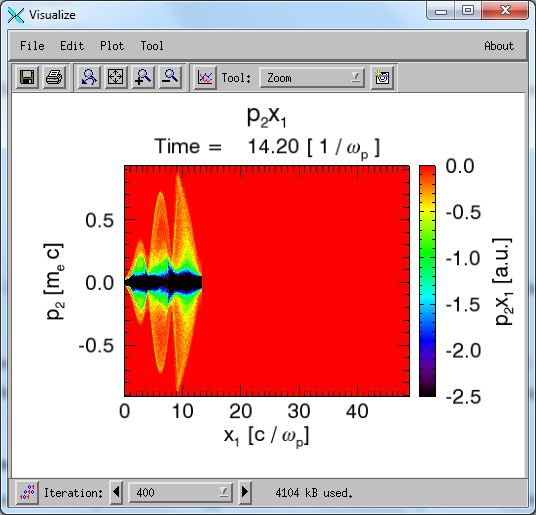 Visualize
File Edit Plot Tool About
Tool: Zoom
p₂x₁
Time = 14.20 [ 1 / ωₚ ]
0.5
0.0
-0.5
p₂ [mₑ c]
0 10 20 30 40
x₁ [c / ωₚ]
0.0
-0.5
-1.0
-1.5
-2.0
-2.5
p₂x₁ [a.u.]
Iteration: 400 4104 kB used.